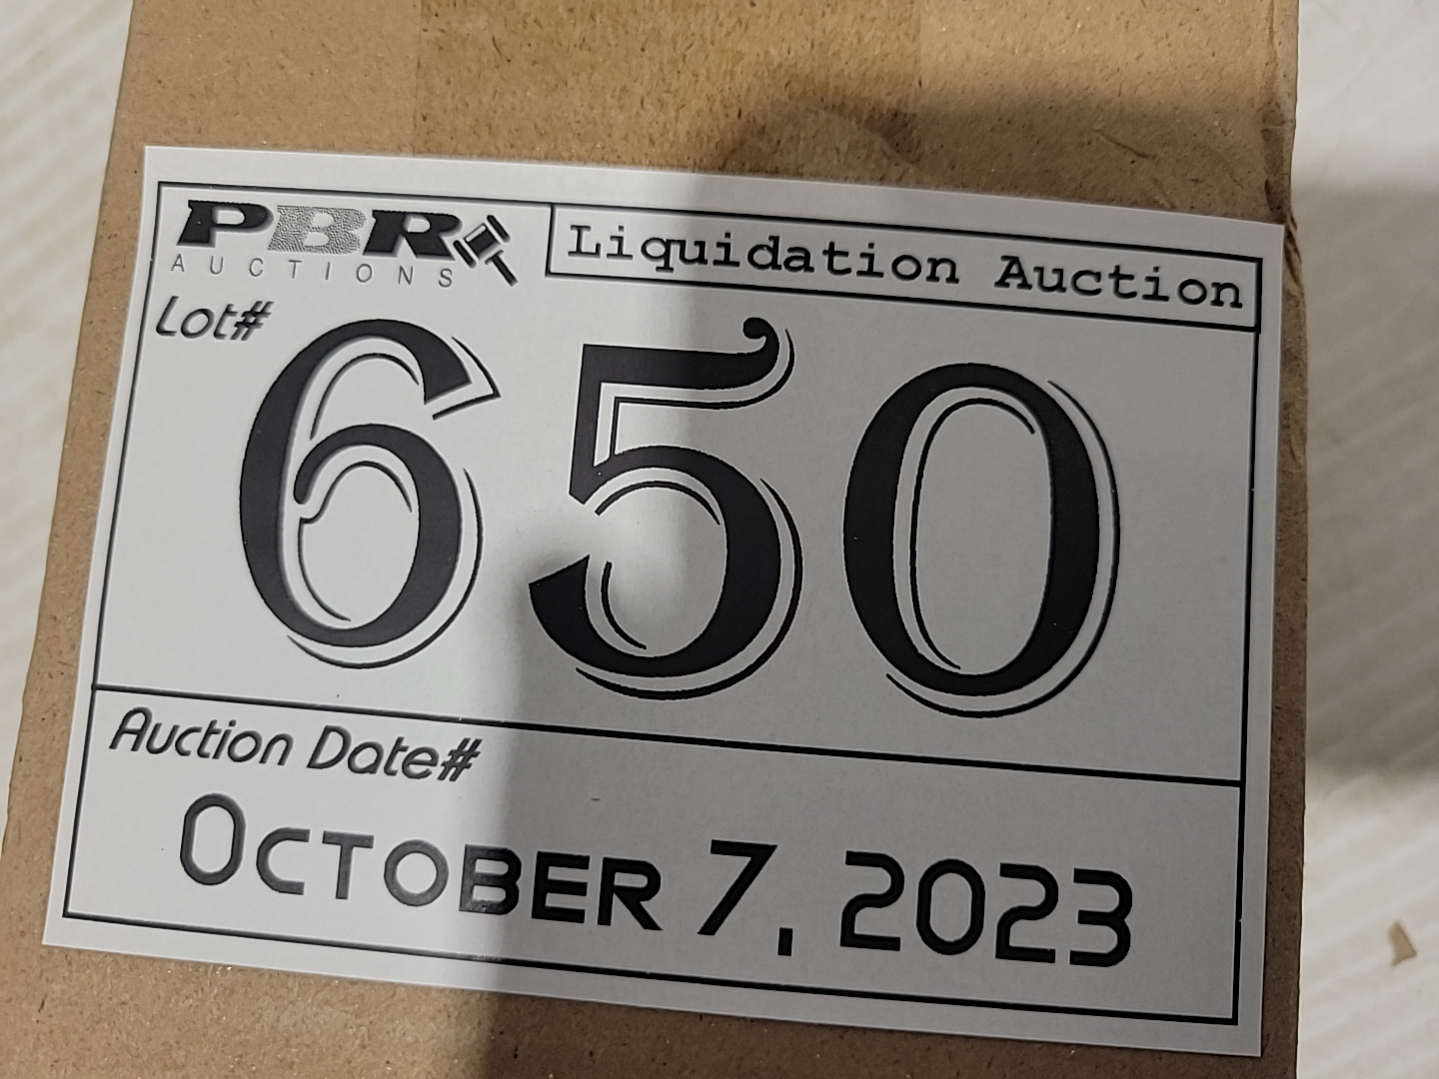 PBR
AUCTIONS
Liquidation Auction
Lot#
650
Auction Date#
OCTOBER 7, 2023